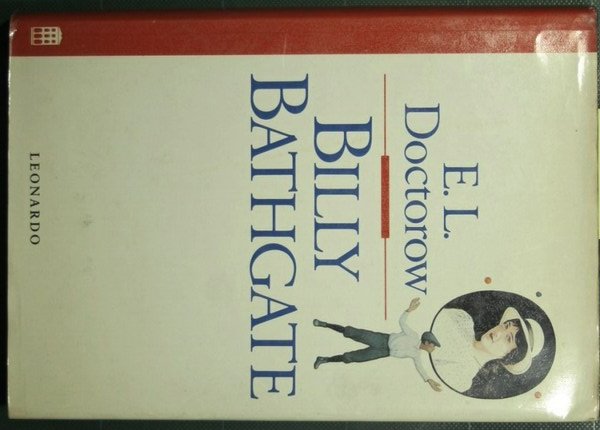 E. L.
Doctorow
BILLY
BATHGATE
LEONARDO